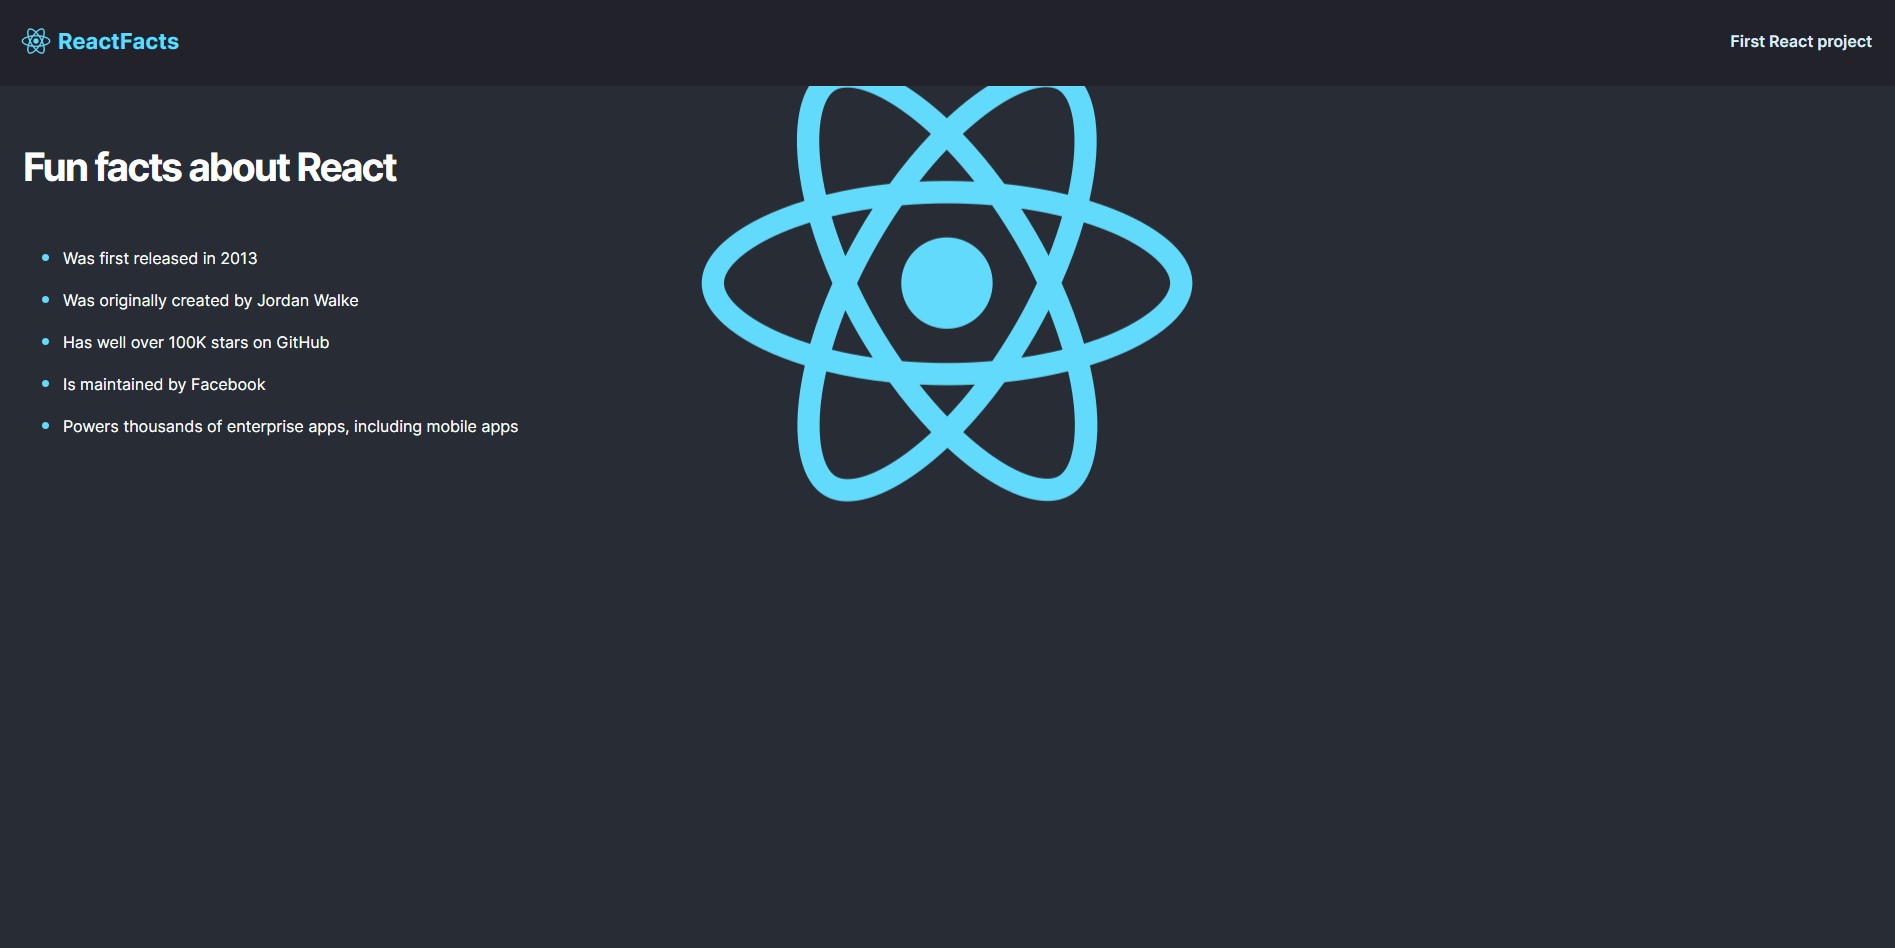 ReactFacts
First React project
Fun facts about React
Was first released in 2013
Was originally created by Jordan Walke
Has well over 100K stars on GitHub
Is maintained by Facebook
Powers thousands of enterprise apps, including mobile apps